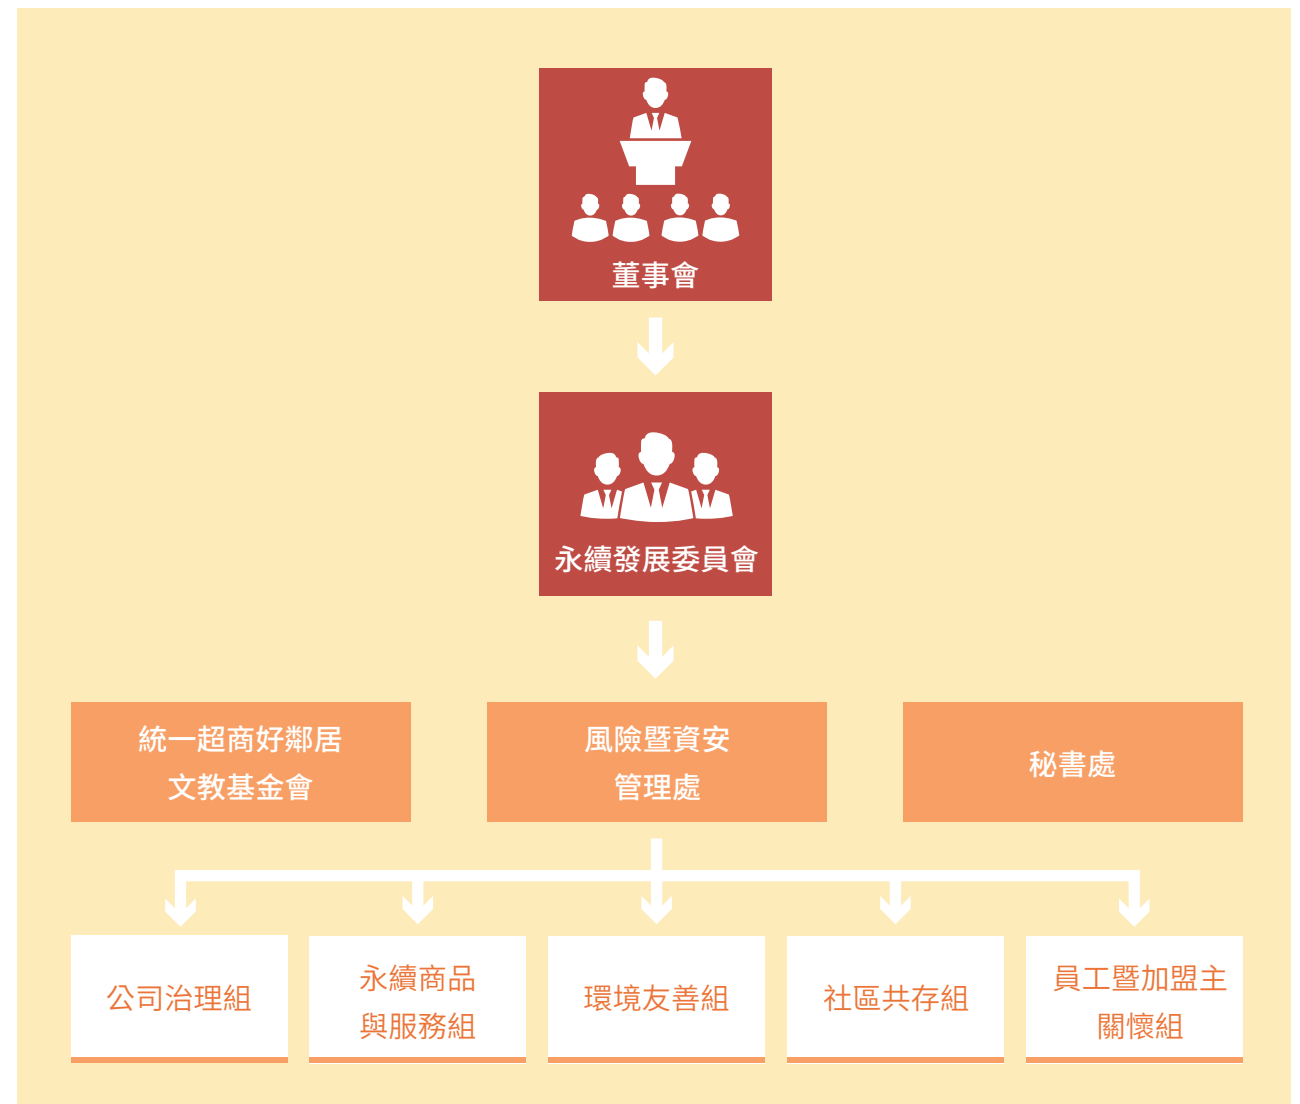 董事會
永續發展委員會
統一超商好鄰居
文教基金會
風險暨資安
管理處
秘書處
公司治理組
永續商品
與服務組
環境友善組
社區共存組
員工暨加盟主
關懷組